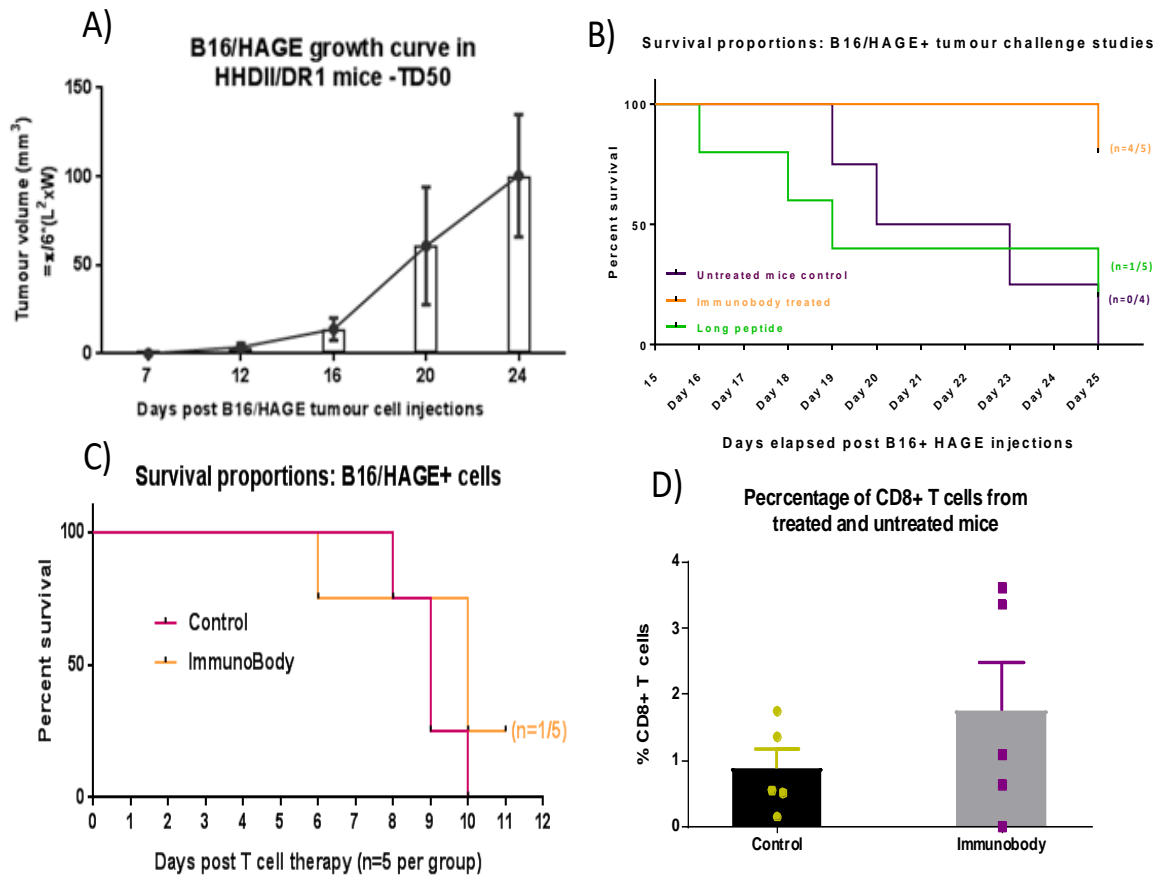 A)
B16/HAGE growth curve in
HHDII/DR1 mice -TD50
Tumour volume (mm³)
=π/6*(L²xW)
150
100
50
0
7 12 16 20 24
Days post B16/HAGE tumour cell injections
B)
Survival proportions: B16/HAGE+ tumour challenge studies
Percent survival
100
50
0
(n=4/5)
(n=1/5)
(n=0/4)
Untreated mice control
Immunobody treated
Long peptide
15 Day 16 Day 17 Day 18 Day 19 Day 20 Day 21 Day 22 Day 23 Day 24 Day 25
Days elapsed post B16+ HAGE injections
C)
Survival proportions: B16/HAGE+ cells
Percent survival
100
50
0
Control
ImmunoBody
(n=1/5)
0 1 2 3 4 5 6 7 8 9 10 11 12
Days post T cell therapy (n=5 per group)
D)
Pecrcentage of CD8+ T cells from
treated and untreated mice
% CD8+ T cells
4
3
2
1
0
Control Immunobody